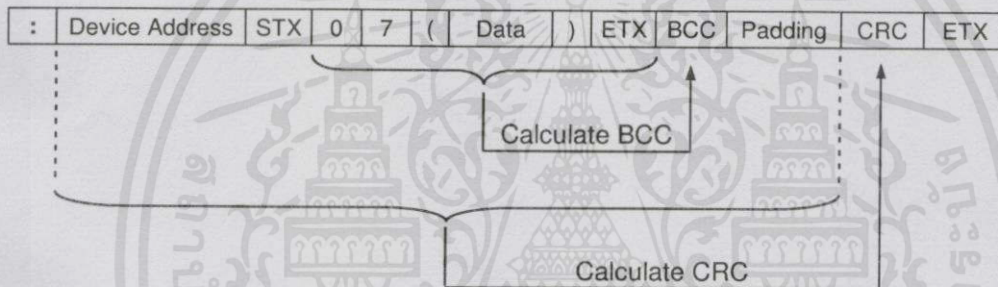 : Device Address STX 0 7 ( Data ) ETX BCC Padding CRC ETX
Calculate BCC
Calculate CRC